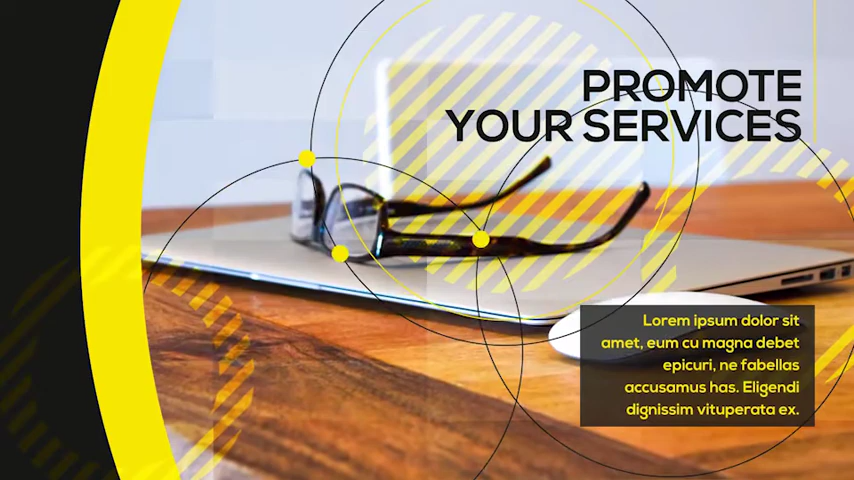 PROMOTE
YOUR SERVICES
Lorem ipsum dolor sit
amet, eum cu magna debet
epicuri, ne fabellas
accusamus has. Eligendi
dignissim vituperata ex.